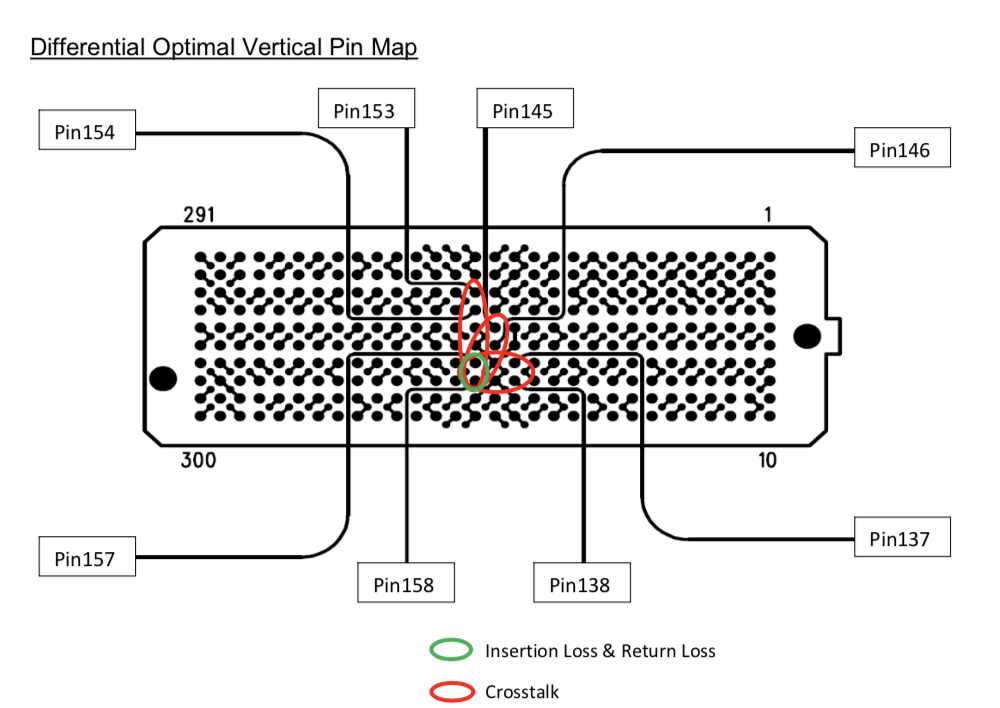 Differential Optimal Vertical Pin Map
Pin153
Pin145
Pin154
Pin146
291
1
300
10
Pin157
Pin137
Pin158
Pin138
Insertion Loss & Return Loss
Crosstalk